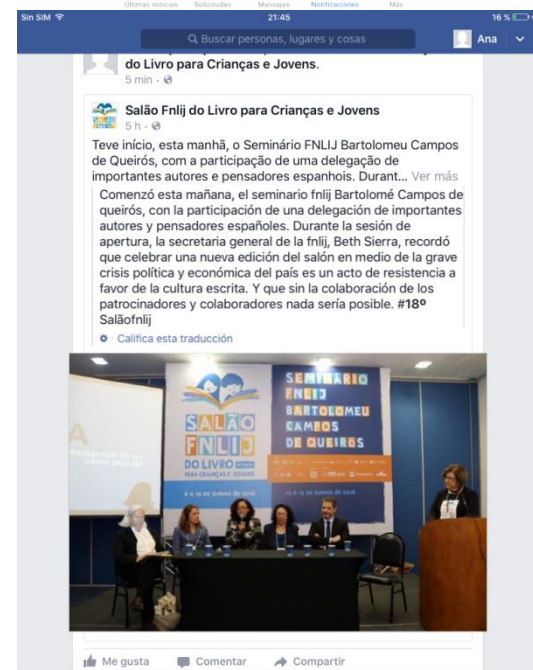 Últimas noticias Solicitudes Mensajes Notificaciones Más
Sin SIM 21:45 16 %
Buscar personas, lugares y cosas Ana
do Livro para Crianças e Jovens.
5 min ·
Salão Fnlij do Livro para Crianças e Jovens
5 h ·
Teve início, esta manhã, o Seminário FNLIJ Bartolomeu Campos
de Queirós, com a participação de uma delegação de
importantes autores e pensadores espanhois. Durant... Ver más
Comenzó esta mañana, el seminario fnlij Bartolomé Campos de
queirós, con la participación de una delegación de importantes
autores y pensadores españoles. Durante la sesión de
apertura, la secretaria general de la fnlij, Beth Sierra, recordó
que celebrar una nueva edición del salón en medio de la grave
crisis política y económica del país es un acto de resistencia a
favor de la cultura escrita. Y que sin la colaboración de los
patrocinadores y colaboradores nada sería posible. #18º
Salãofnlij
· Califica esta traducción
SALÃO
FNLIJ
DO LIVRO
PARA CRIANÇAS E JOVENS
SEMINÁRIO
FNLIJ
BARTOLOMEU
CAMPOS
DE QUEIRÓS
Me gusta Comentar Compartir